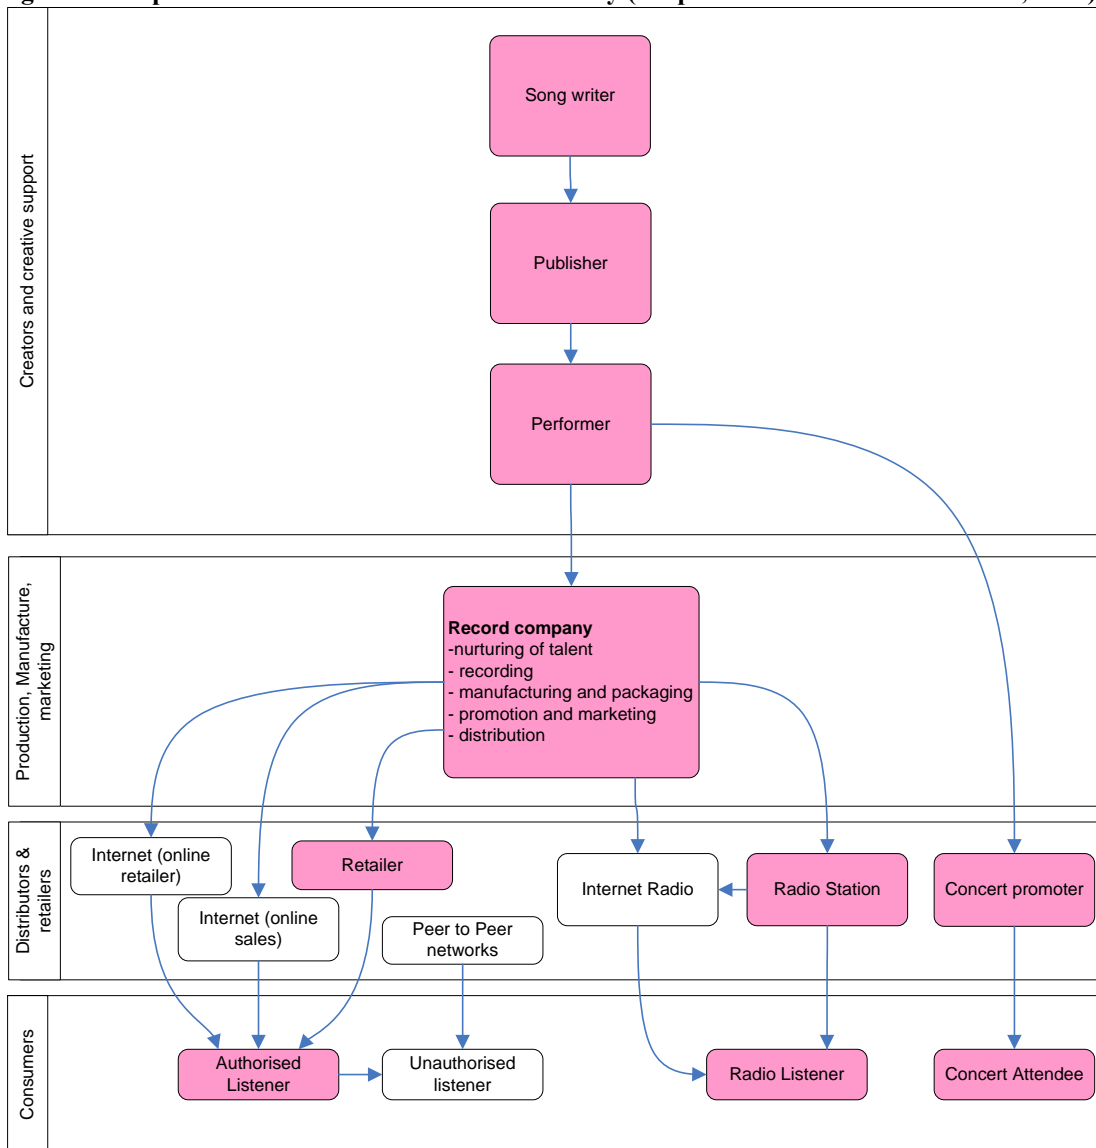 Creators and creative support
Song writer
Publisher
Performer
Production, Manufacture,
marketing
Record company
-nurturing of talent
- recording
- manufacturing and packaging
- promotion and marketing
- distribution
Distributors &
retailers
Internet (online
retailer)
Internet (online
sales)
Retailer
Peer to Peer
networks
Internet Radio
Radio Station
Concert promoter
Consumers
Authorised
Listener
Unauthorised
listener
Radio Listener
Concert Attendee